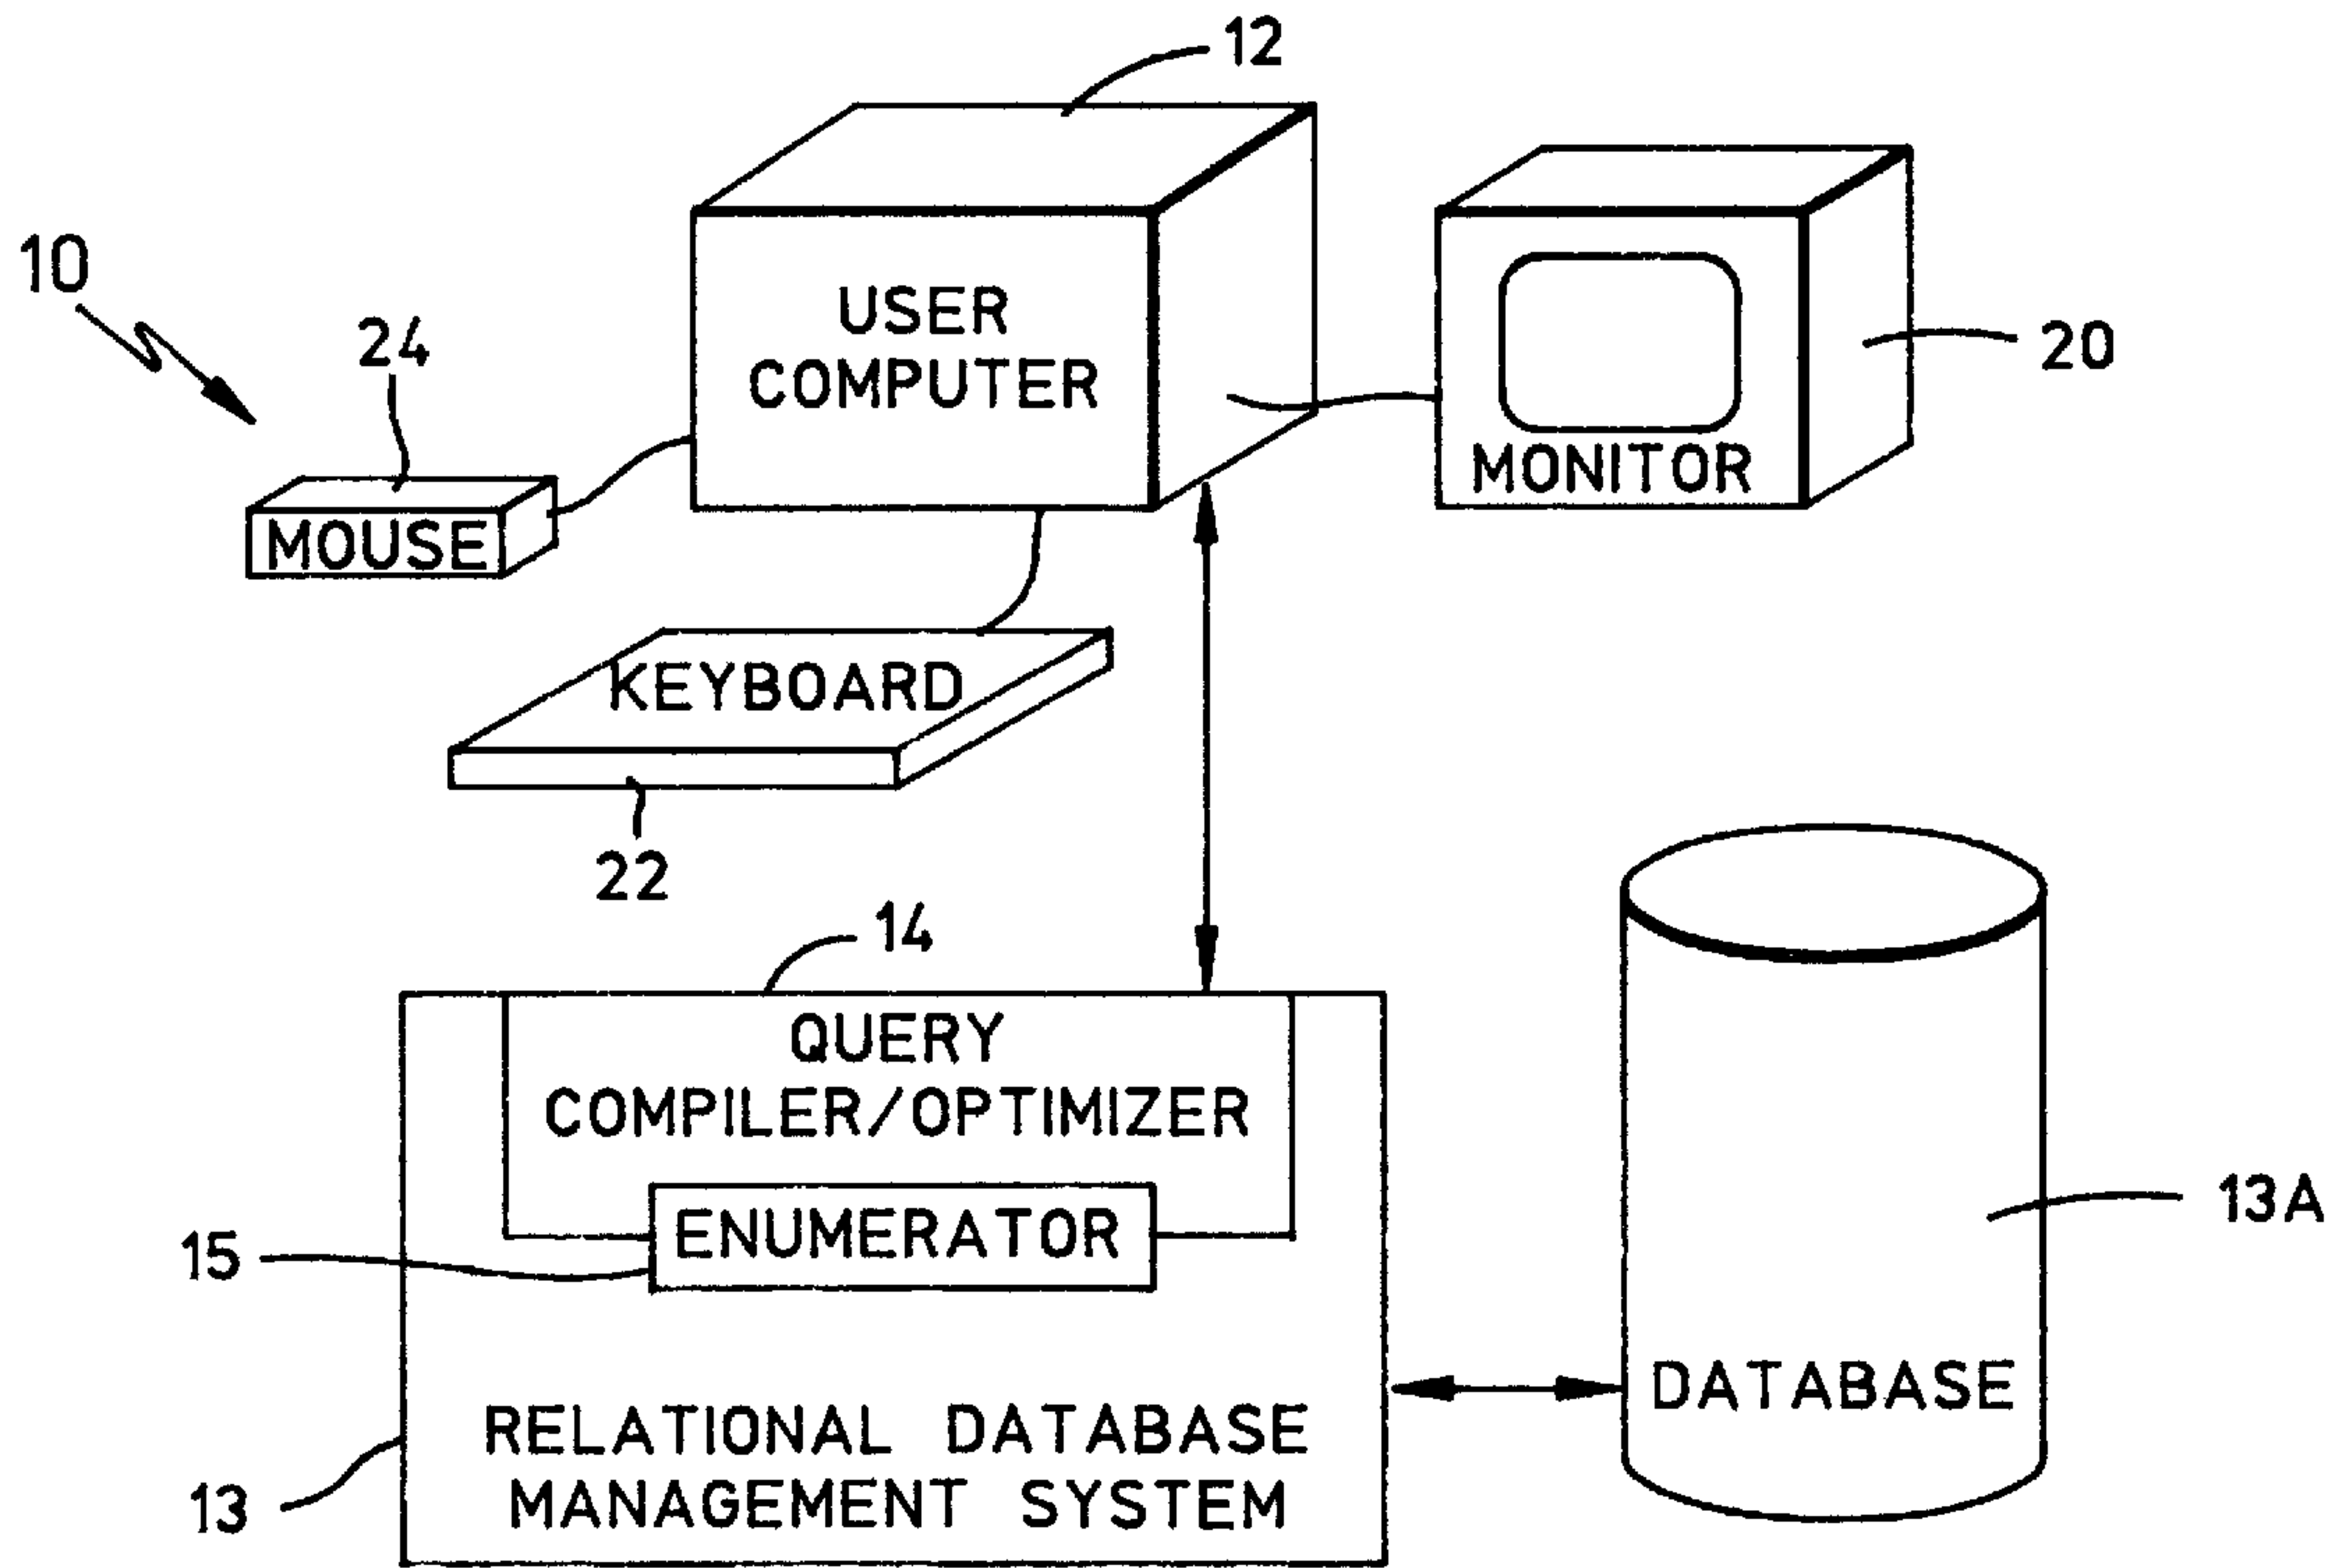 12
10
24
USER
COMPUTER
20
MONITOR
MOUSE
KEYBOARD
22
14
QUERY
COMPILER/OPTIMIZER
13A
15
ENUMERATOR
DATABASE
RELATIONAL DATABASE
13
MANAGEMENT SYSTEM